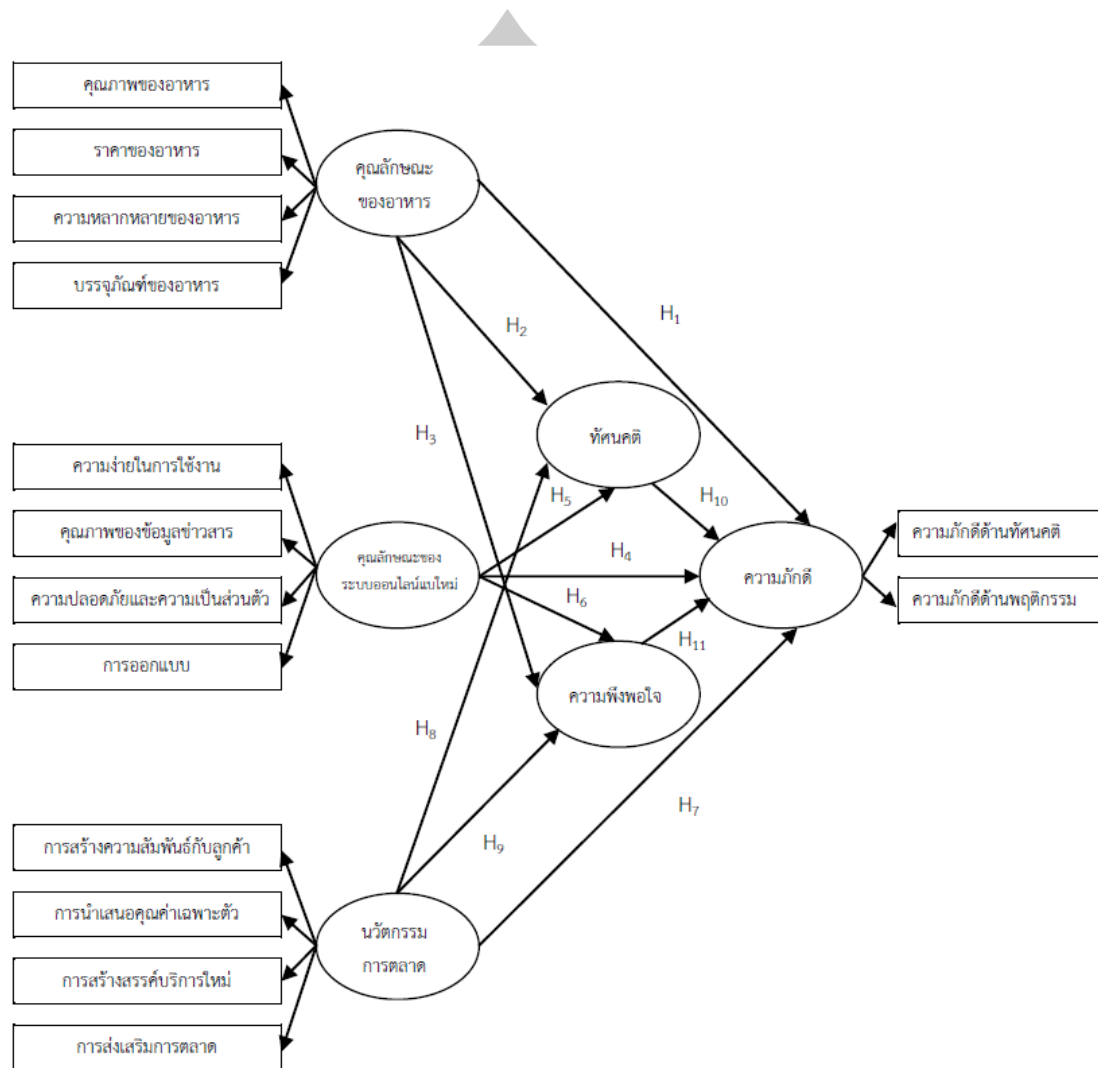 คุณภาพของอาหาร
ราคาของอาหาร
ความหลากหลายของอาหาร
บรรจุภัณฑ์ของอาหาร
คุณลักษณะ
ของอาหาร
H1
H2
H3
ทัศนคติ
ความง่ายในการใช้งาน
คุณภาพของข้อมูลข่าวสาร
ความปลอดภัยและความเป็นส่วนตัว
การออกแบบ
คุณลักษณะของ
ระบบออนไลน์แบใหม่
H5
H10
H4
H6
H11
ความภักดี
ความภักดีด้านทัศนคติ
ความภักดีด้านพฤติกรรม
ความพึงพอใจ
H8
H7
H9
การสร้างความสัมพันธ์กับลูกค้า
การนำเสนอคุณค่าเฉพาะตัว
การสร้างสรรค์บริการใหม่
การส่งเสริมการตลาด
นวัตกรรม
การตลาด